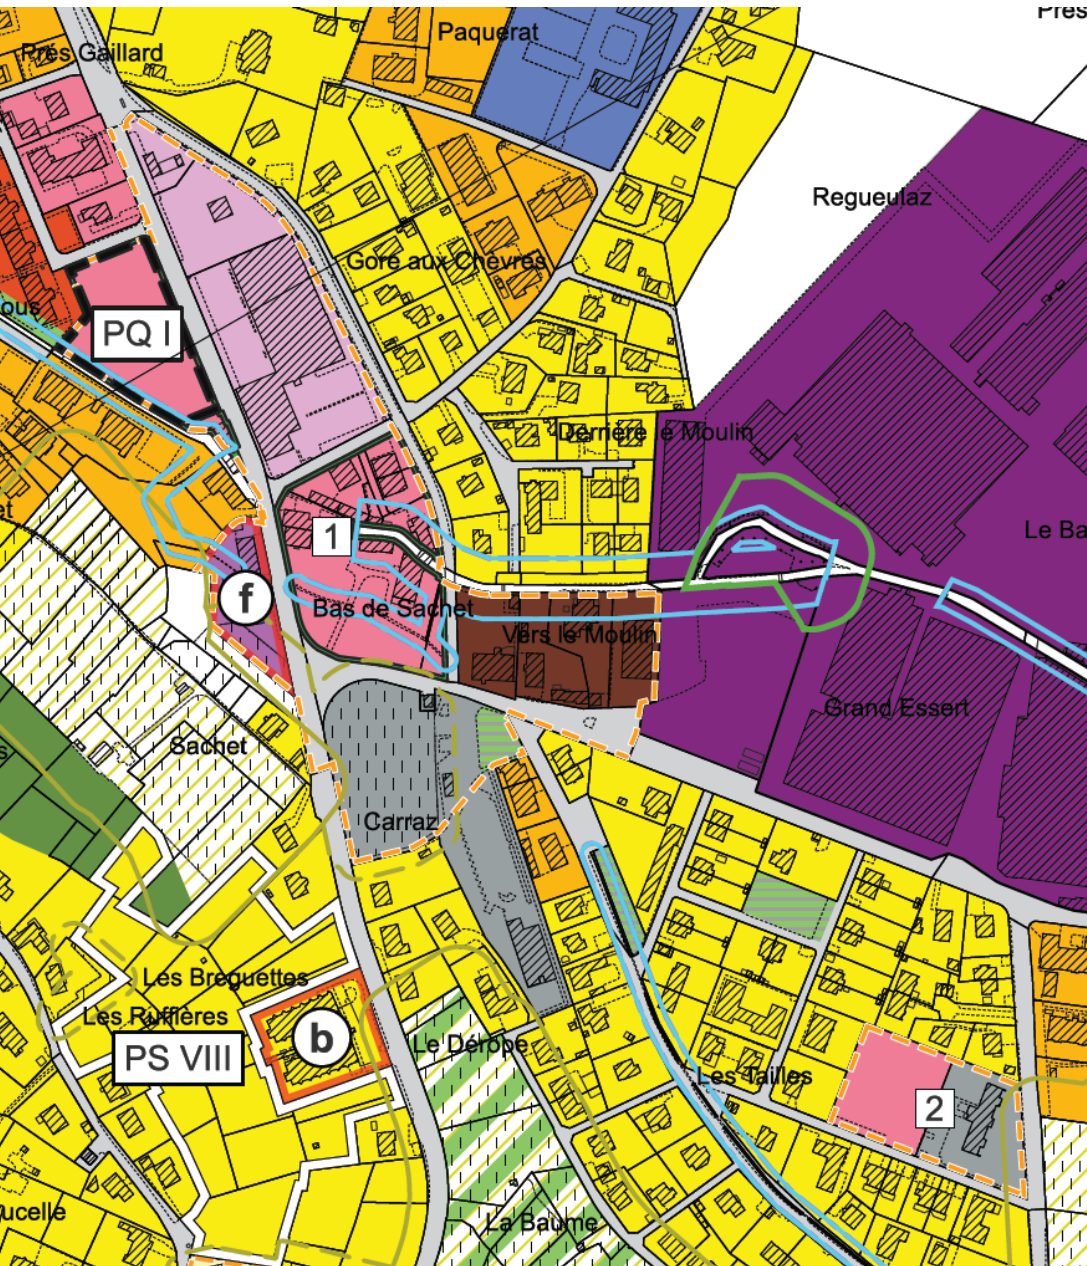 Paquerat
Prés Gaillard
Regueulaz
Gore aux Chèvres
ous
PQ I
Derrière le Moulin
et
Le Ba
1
f
Bas de Sachet
Vers le Moulin
Grand Essert
Sachet
s
Carraz
Les Breguettes
Les Ruffières
b
Le Dérope
PS VIII
Les Tailles
2
ucelle
La Baume